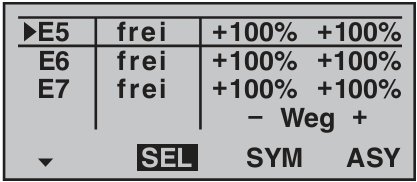 ▶E5 frei +100% +100%
E6 frei +100% +100%
E7 frei +100% +100%
− Weg +
▼ SEL SYM ASY